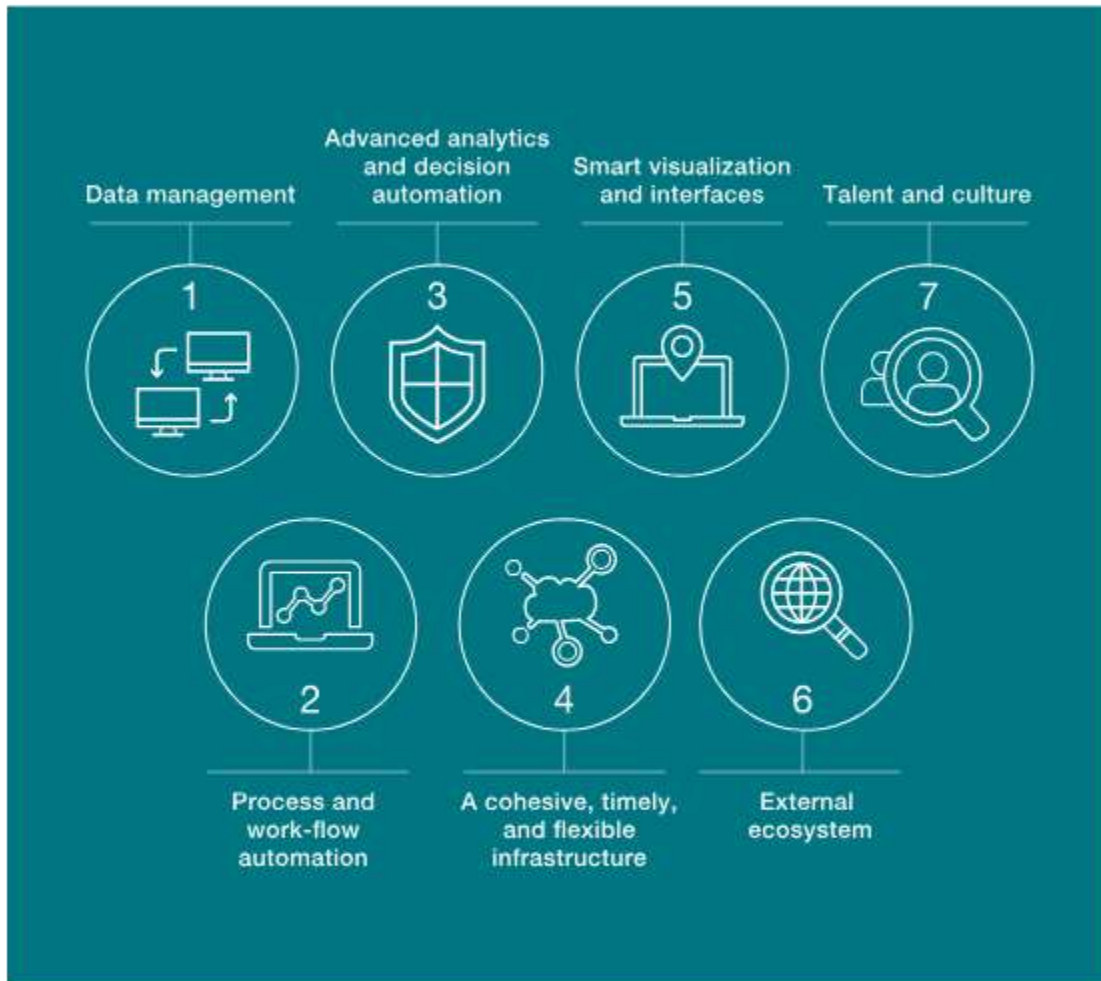 Data management
1
Process and
work-flow
automation
2
Advanced analytics
and decision
automation
3
A cohesive, timely,
and flexible
infrastructure
4
Smart visualization
and interfaces
5
External
ecosystem
6
Talent and culture
7